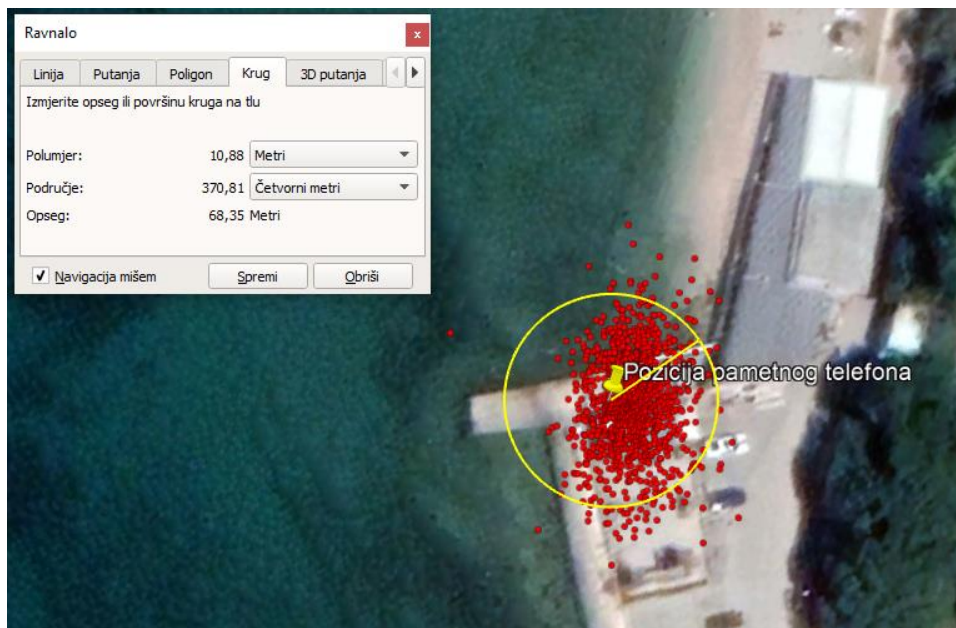 Ravnalo
x
Linija Putanja Poligon Krug 3D putanja
Izmjerite opseg ili površinu kruga na tlu
Polumjer: 10,88 Metri
Područje: 370,81 Četvorni metri
Opseg: 68,35 Metri
Navigacija mišem Spremi Obriši
Pozicija pametnog telefona